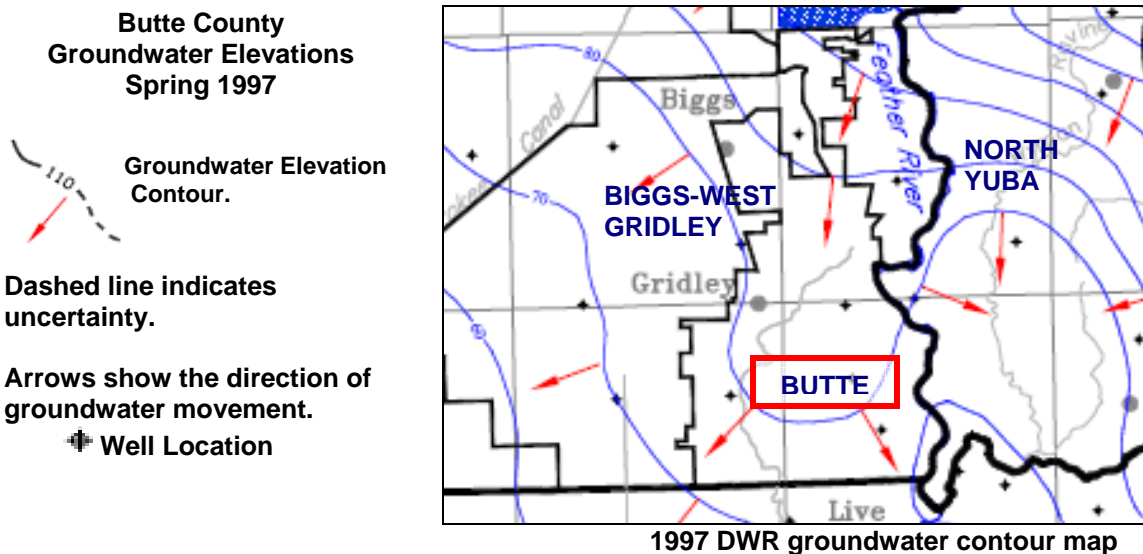 Butte County
Groundwater Elevations
Spring 1997
110
Groundwater Elevation
Contour.
Dashed line indicates
uncertainty.
Arrows show the direction of
groundwater movement.
Well Location
80
Feather River
Biggs
Canal
NORTH
YUBA
70
BIGGS-WEST
GRIDLEY
Gridley
60
BUTTE
Live
1997 DWR groundwater contour map